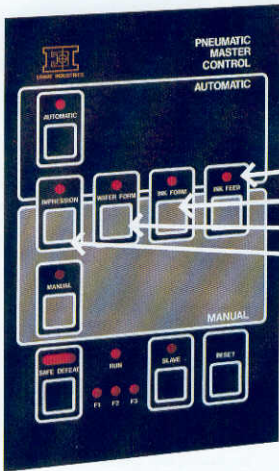 PNEUMATIC
MASTER
CONTROL
AUTOMATIC
AUTOMATIC
IMPRESSION
WATER FORM
INK FORM
INK FEED
MANUAL
MANUAL
SAFE DEFEAT
RUN
F1 F2 F3
SLAVE
RESET